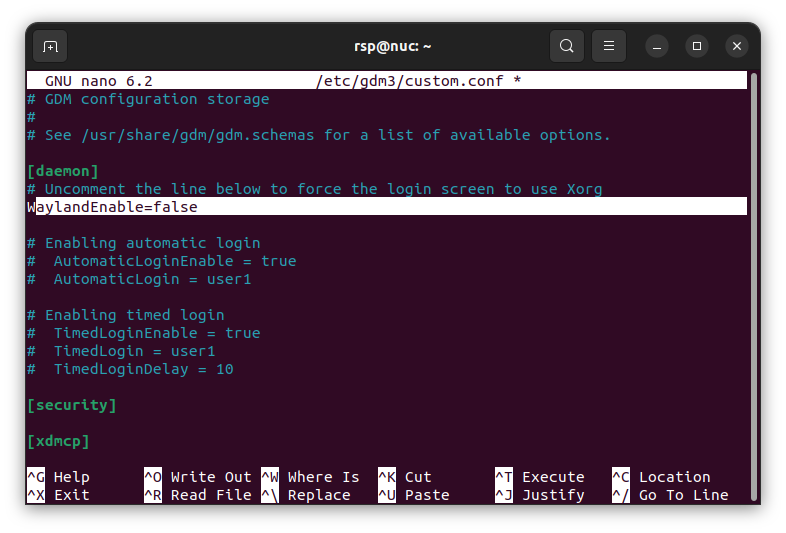 rsp@nuc: ~
GNU nano 6.2 /etc/gdm3/custom.conf *
# GDM configuration storage
#
# See /usr/share/gdm/gdm.schemas for a list of available options.
[daemon]
# Uncomment the line below to force the login screen to use Xorg
WaylandEnable=false
# Enabling automatic login
#  AutomaticLoginEnable = true
#  AutomaticLogin = user1
# Enabling timed login
#  TimedLoginEnable = true
#  TimedLogin = user1
#  TimedLoginDelay = 10
[security]
[xdmcp]
^G Help ^O Write Out ^W Where Is ^K Cut ^T Execute ^C Location
^X Exit ^R Read File ^\ Replace ^U Paste ^J Justify ^/ Go To Line